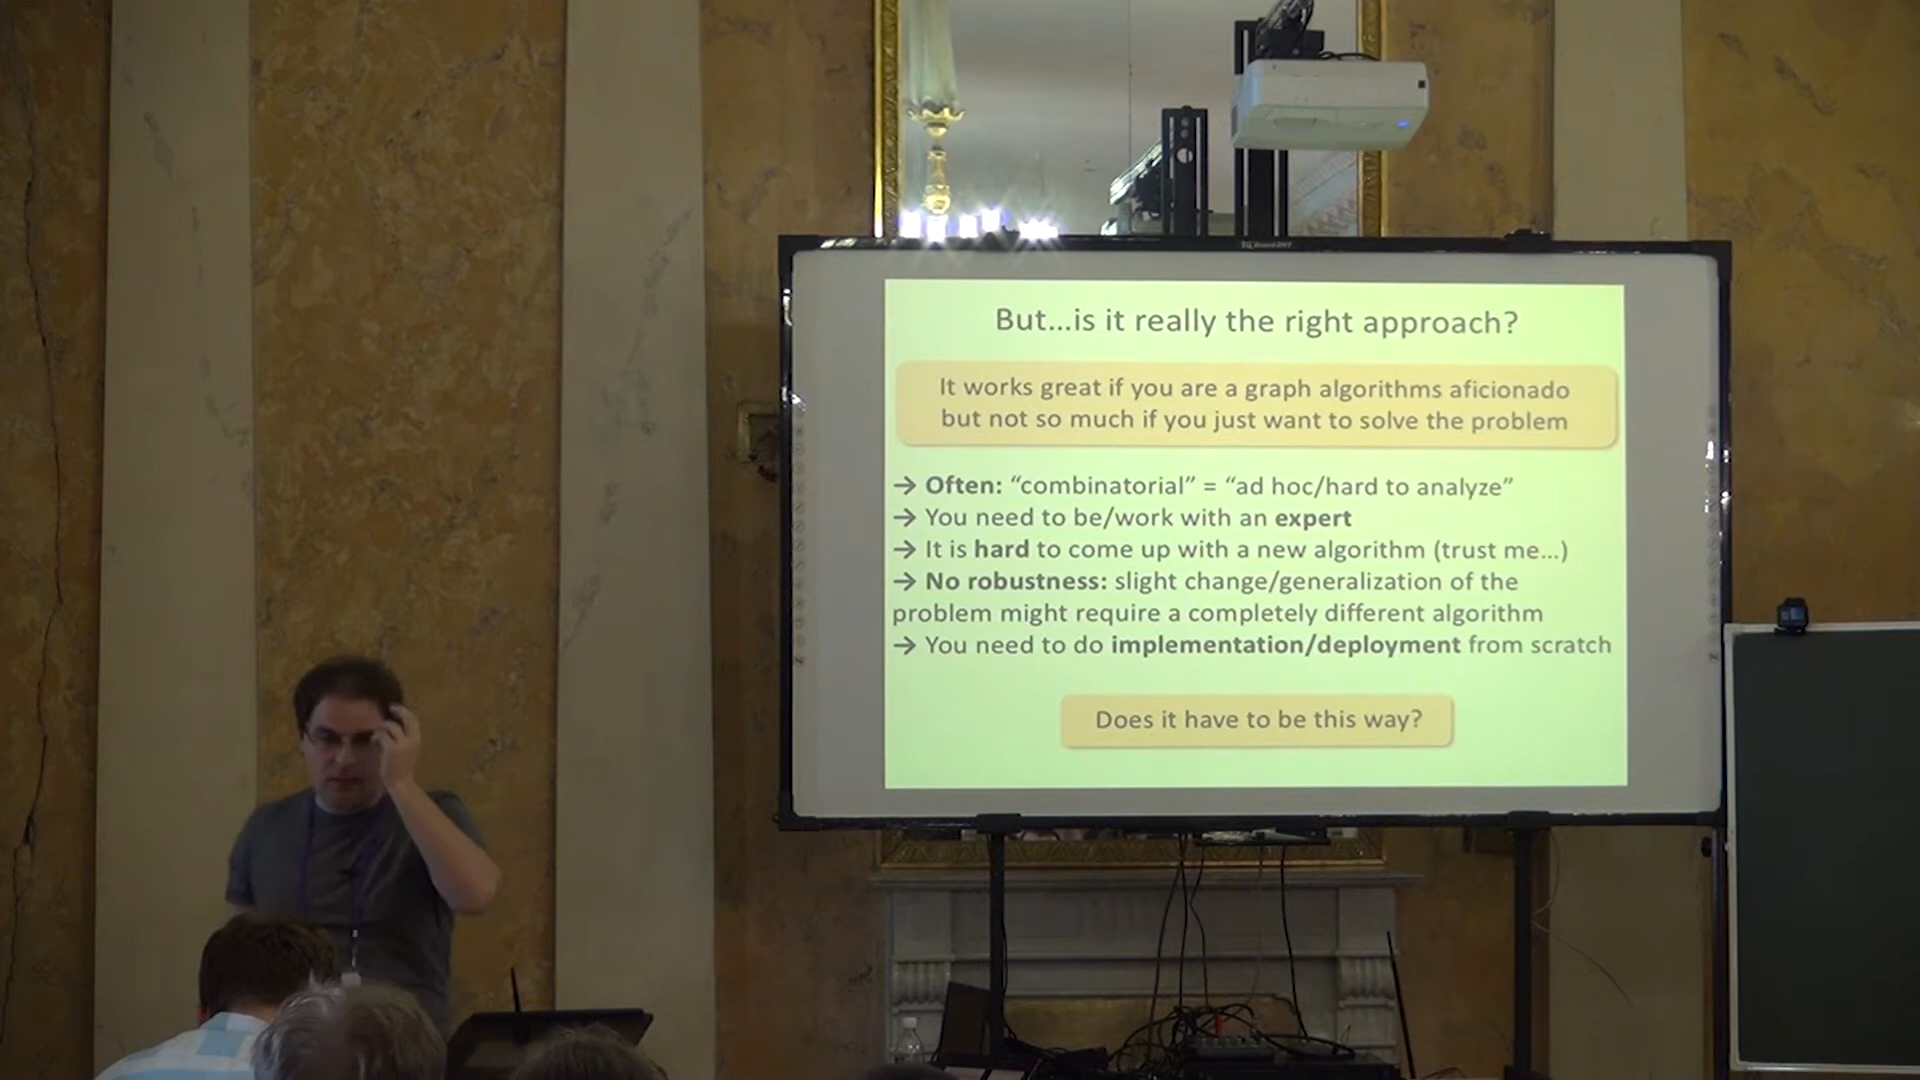 But...is it really the right approach?
It works great if you are a graph algorithms aficionado
but not so much if you just want to solve the problem
→ Often: “combinatorial” = “ad hoc/hard to analyze”
→ You need to be/work with an expert
→ It is hard to come up with a new algorithm (trust me...)
→ No robustness: slight change/generalization of the
problem might require a completely different algorithm
→ You need to do implementation/deployment from scratch
Does it have to be this way?